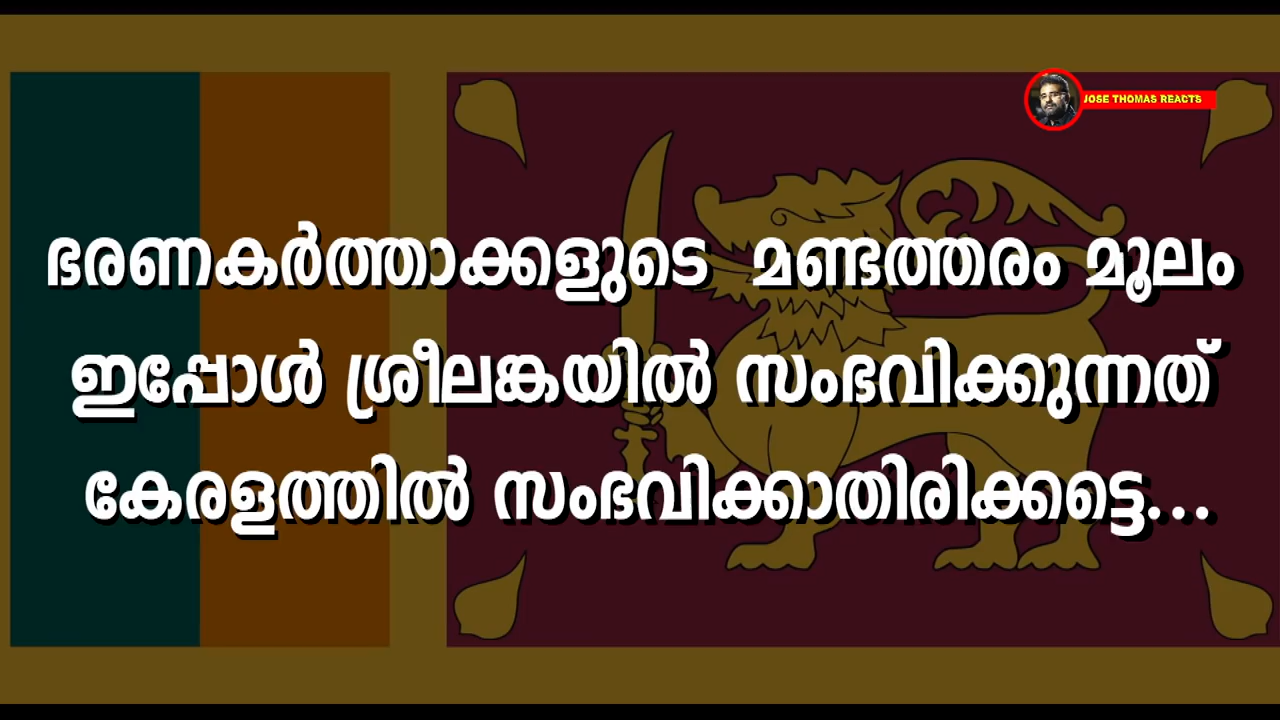 JOSE THOMAS REACTS
ഭരണകർത്താക്കളുടെ മണ്ടത്തരം മൂലം
ഇപ്പോൾ ശ്രീലങ്കയിൽ സംഭവിക്കുന്നത്
കേരളത്തിൽ സംഭവിക്കാതിരിക്കട്ടെ...